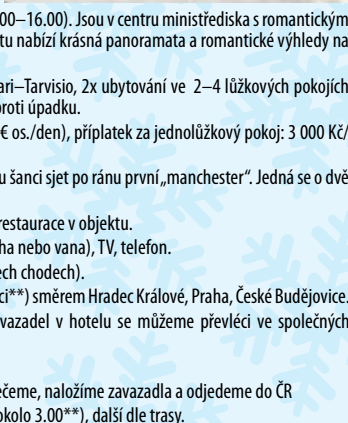 00–16.00). Jsou v centru ministřediska s romantickým
tu nabízí krásná panoramata a romantické výhledy na
ari–Tarvisio, 2x ubytování ve 2–4 lůžkových pokojích
proti úpadku.
€ os./den), příplatek za jednolůžkový pokoj: 3 000 Kč/
u šanci sjet po ránu první „manchester“. Jedná se o dvě
restaurace v objektu.
ha nebo vana), TV, telefon.
ech chodech).
ci**) směrem Hradec Králové, Praha, České Budějovice.
vazadel v hotelu se můžeme převléci ve společných
ečeme, naložíme zavazadla a odjedeme do ČR
okolo 3.00**), další dle trasy.